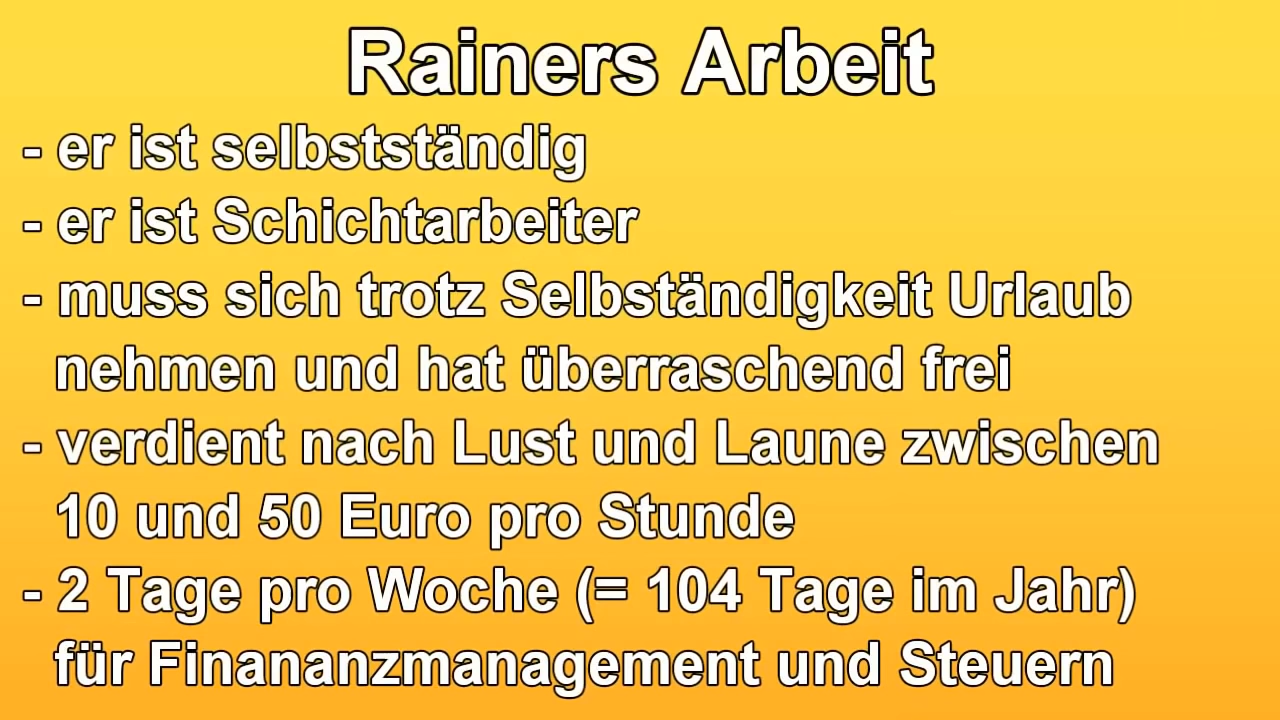 Rainers Arbeit
- er ist selbstständig
- er ist Schichtarbeiter
- muss sich trotz Selbständigkeit Urlaub
nehmen und hat überraschend frei
- verdient nach Lust und Laune zwischen
10 und 50 Euro pro Stunde
- 2 Tage pro Woche (= 104 Tage im Jahr)
für Finananzmanagement und Steuern